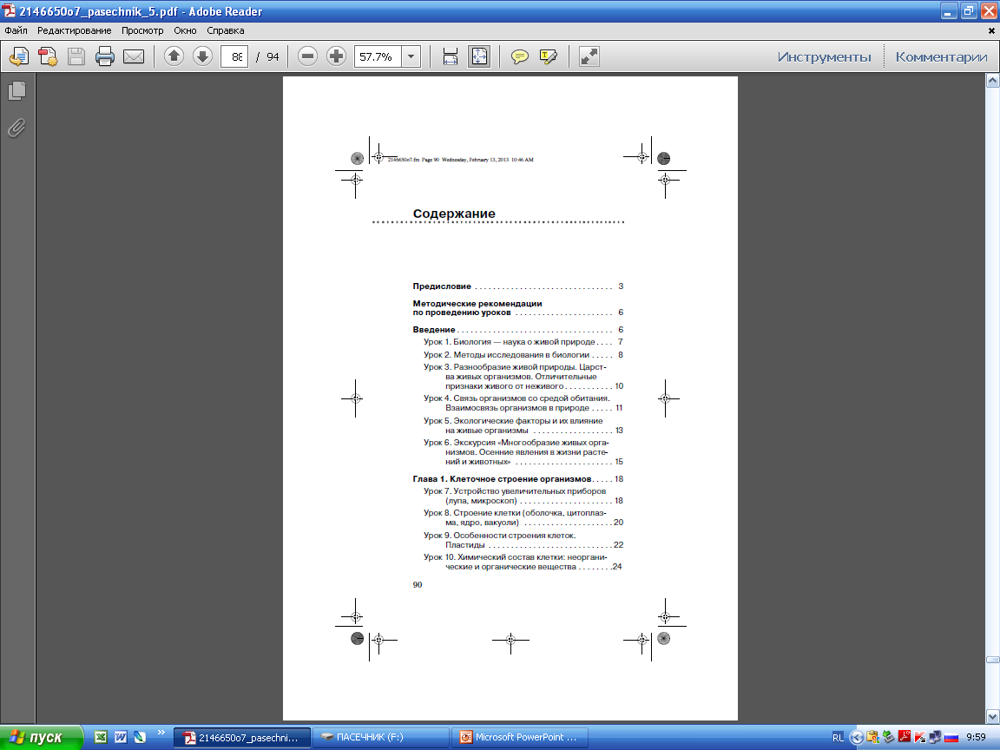 2146650o7_pasechnik_5.pdf - Adobe Reader
Файл Редактирование Просмотр Окно Справка
88 / 94 57.7% Инструменты Комментарии
2146650o7.fm Page 90 Wednesday, February 13, 2013 10:46 AM
Содержание
Предисловие . . . . . . . . . . . . . . . . . . . . . . . . . . . . . . 3
Методические рекомендации
по проведению уроков . . . . . . . . . . . . . . . . . . . . . 6
Введение . . . . . . . . . . . . . . . . . . . . . . . . . . . . . . . . . 6
Урок 1. Биология — наука о живой природе . . . . 7
Урок 2. Методы исследования в биологии . . . . . 8
Урок 3. Разнообразие живой природы. Царст-
ва живых организмов. Отличительные
признаки живого от неживого . . . . . . . . . . . 10
Урок 4. Связь организмов со средой обитания.
Взаимосвязь организмов в природе . . . . . 11
Урок 5. Экологические факторы и их влияние
на живые организмы . . . . . . . . . . . . . . . . . 13
Урок 6. Экскурсия «Многообразие живых орга-
низмов. Осенние явления в жизни расте-
ний и животных» . . . . . . . . . . . . . . . . . . . . . 15
Глава 1. Клеточное строение организмов. . . . . 18
Урок 7. Устройство увеличительных приборов
(лупа, микроскоп) . . . . . . . . . . . . . . . . . . . . 18
Урок 8. Строение клетки (оболочка, цитоплаз-
ма, ядро, вакуоли) . . . . . . . . . . . . . . . . . . . 20
Урок 9. Особенности строения клеток.
Пластиды . . . . . . . . . . . . . . . . . . . . . . . . . . . 22
Урок 10. Химический состав клетки: неоргани-
ческие и органические вещества . . . . . . . .24
90
пуск 2146650o7_pasechni... ПАСЕЧНИК (F:) Microsoft PowerPoint ... RL 9:59